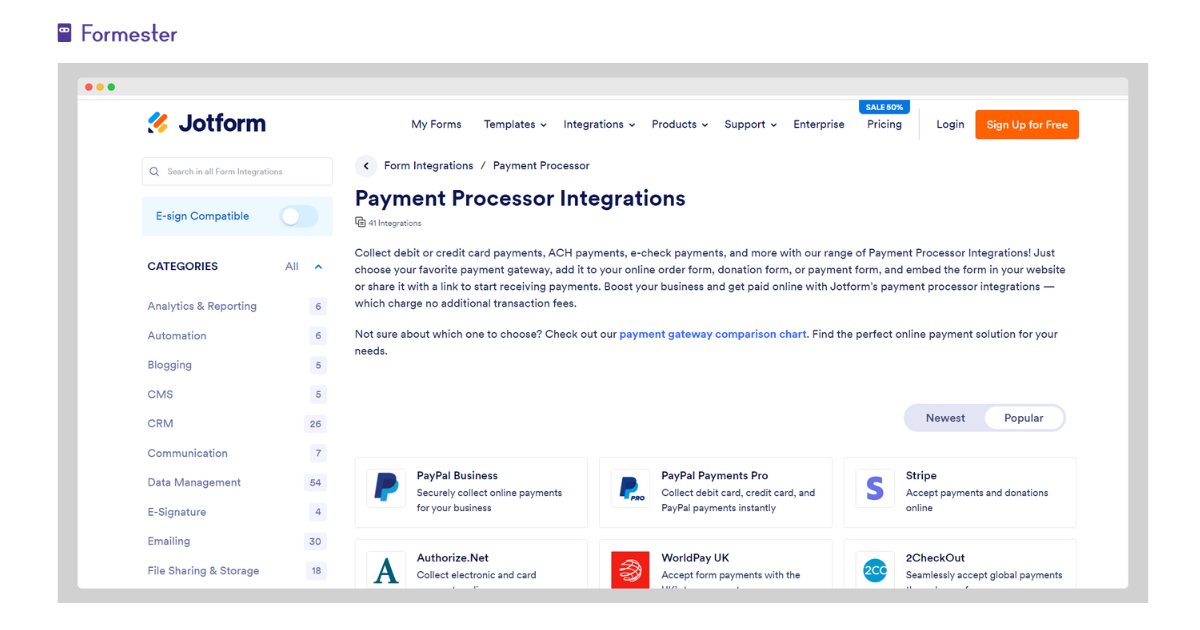 Formester
SALE 50%
Jotform
My Forms Templates Integrations Products Support Enterprise Pricing Login Sign Up for Free
Search in all Form Integrations
E-sign Compatible
CATEGORIES All
Analytics & Reporting 6
Automation 6
Blogging 5
CMS 5
CRM 26
Communication 7
Data Management 54
E-Signature 4
Emailing 30
File Sharing & Storage 18
Form Integrations / Payment Processor
Payment Processor Integrations
41 Integrations
Collect debit or credit card payments, ACH payments, e-check payments, and more with our range of Payment Processor Integrations! Just
choose your favorite payment gateway, add it to your online order form, donation form, or payment form, and embed the form in your website
or share it with a link to start receiving payments. Boost your business and get paid online with Jotform's payment processor integrations —
which charge no additional transaction fees.
Not sure about which one to choose? Check out our payment gateway comparison chart. Find the perfect online payment solution for your
needs.
Newest Popular
PayPal Business
Securely collect online payments
for your business
PRO
PayPal Payments Pro
Collect debit card, credit card, and
PayPal payments instantly
S
Stripe
Accept payments and donations
online
A
Authorize.Net
Collect electronic and card
WorldPay UK
Accept form payments with the
2CO
2CheckOut
Seamlessly accept global payments